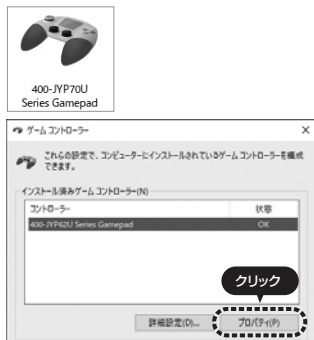 400-JYP70U
Series Gamepad
ゲーム コントローラー
これらの設定で、コンピューターにインストールされているゲーム コントローラーを構成
できます。
インストール済みゲーム コントローラー(N)
コントローラー 状態
400-JYP62U Series Gamepad OK
クリック
詳細設定(D)... プロパティ(P)